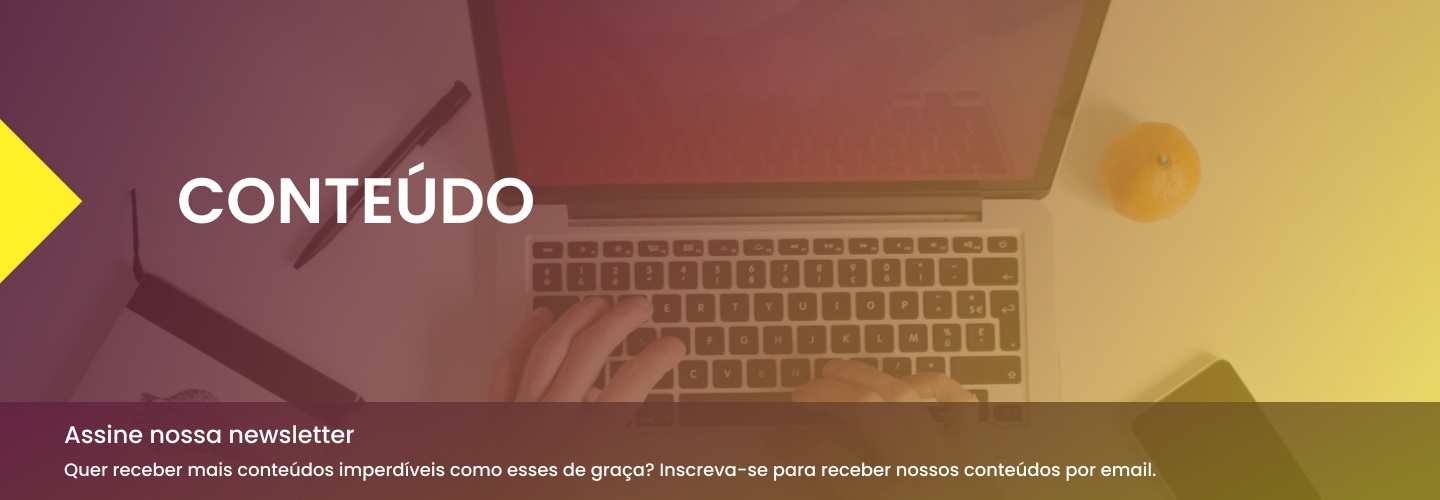 CONTEÚDO
Assine nossa newsletter
Quer receber mais conteúdos imperdíveis como esses de graça? Inscreva-se para receber nossos conteúdos por email.